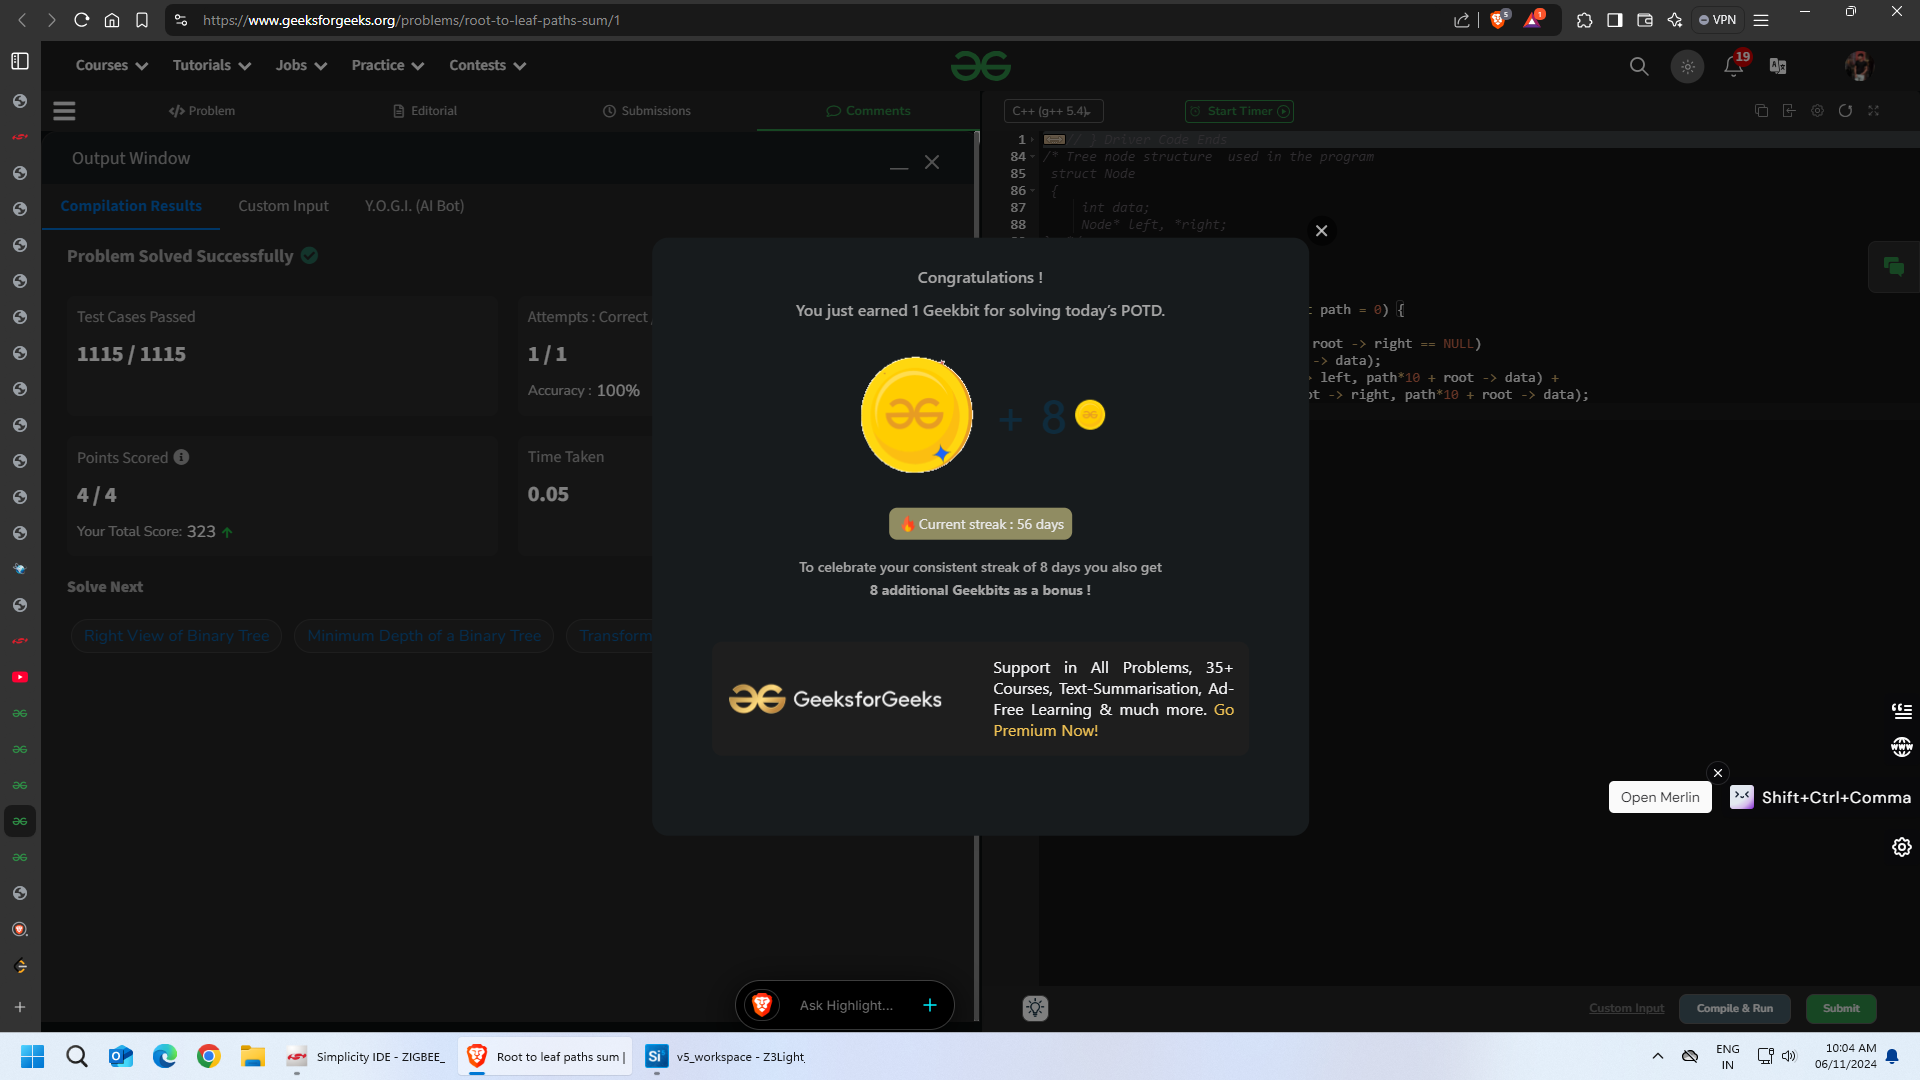 https://www.geeksforgeeks.org/problems/root-to-leaf-paths-sum/1
5
1
VPN
Courses
Tutorials
Jobs
Practice
Contests
19
</> Problem
Editorial
Submissions
Comments
C++ (g++ 5.4)
Start Timer
Output Window
Compilation Results
Custom Input
Y.O.G.I. (AI Bot)
Problem Solved Successfully
Test Cases Passed
1115 / 1115
Attempts : Correct
1 / 1
Accuracy : 100%
Points Scored
4 / 4
Your Total Score: 323
Time Taken
0.05
Solve Next
Right View of Binary Tree
Minimum Depth of a Binary Tree
Transform
1 // } Driver Code Ends
84 /* Tree node structure used in the program
85 struct Node
86 {
87 int data;
88 Node* left, *right;
path = 0) {
root -> right == NULL)
-> data);
left, path*10 + root -> data) +
-> right, path*10 + root -> data);
Congratulations !
You just earned 1 Geekbit for solving today’s POTD.
+ 8
Current streak : 56 days
To celebrate your consistent streak of 8 days you also get
8 additional Geekbits as a bonus !
GeeksforGeeks
Support in All Problems, 35+
Courses, Text-Summarisation, Ad-
Free Learning & much more. Go
Premium Now!
WWW
Open Merlin
Shift+Ctrl+Comma
Ask Highlight...
Custom Input
Compile & Run
Submit
Simplicity IDE - ZIGBEE_
Root to leaf paths sum |
Si
v5_workspace - Z3Light
ENG
IN
10:04 AM
06/11/2024